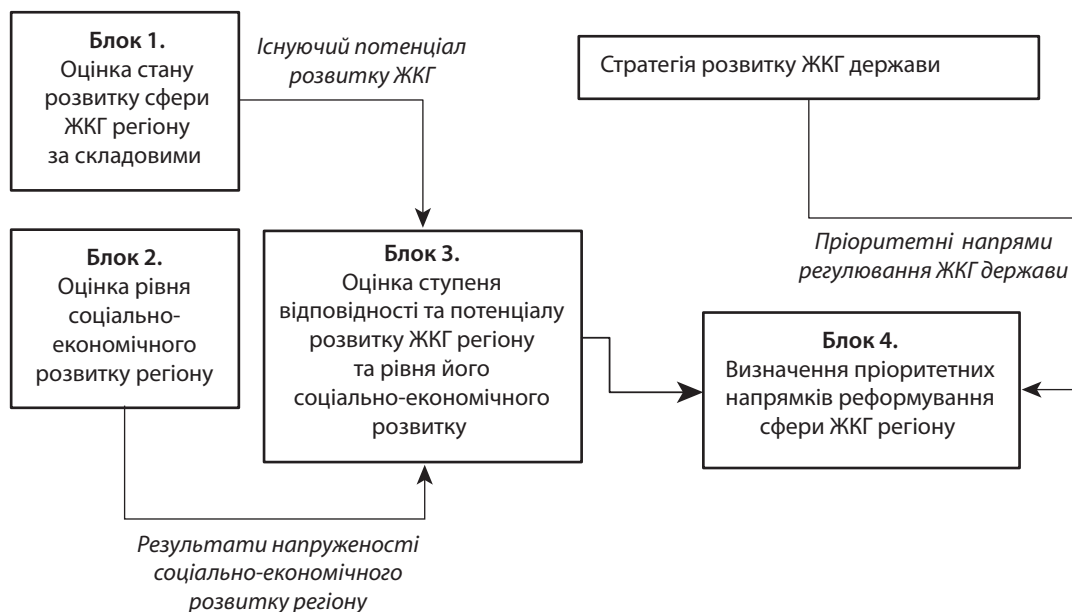 Блок 1.
Оцінка стану
розвитку сфери
ЖКГ регіону
за складовими
Існуючий потенціал
розвитку ЖКГ
Стратегія розвитку ЖКГ держави
Блок 2.
Оцінка рівня
соціально-
економічного
розвитку регіону
Блок 3.
Оцінка ступеня
відповідності та потенціалу
розвитку ЖКГ регіону
та рівня його
соціально-економічного
розвитку
Пріоритетні напрями
регулювання ЖКГ держави
Блок 4.
Визначення пріоритетних
напрямків реформування
сфери ЖКГ регіону
Результати напруженості
соціально-економічного
розвитку регіону